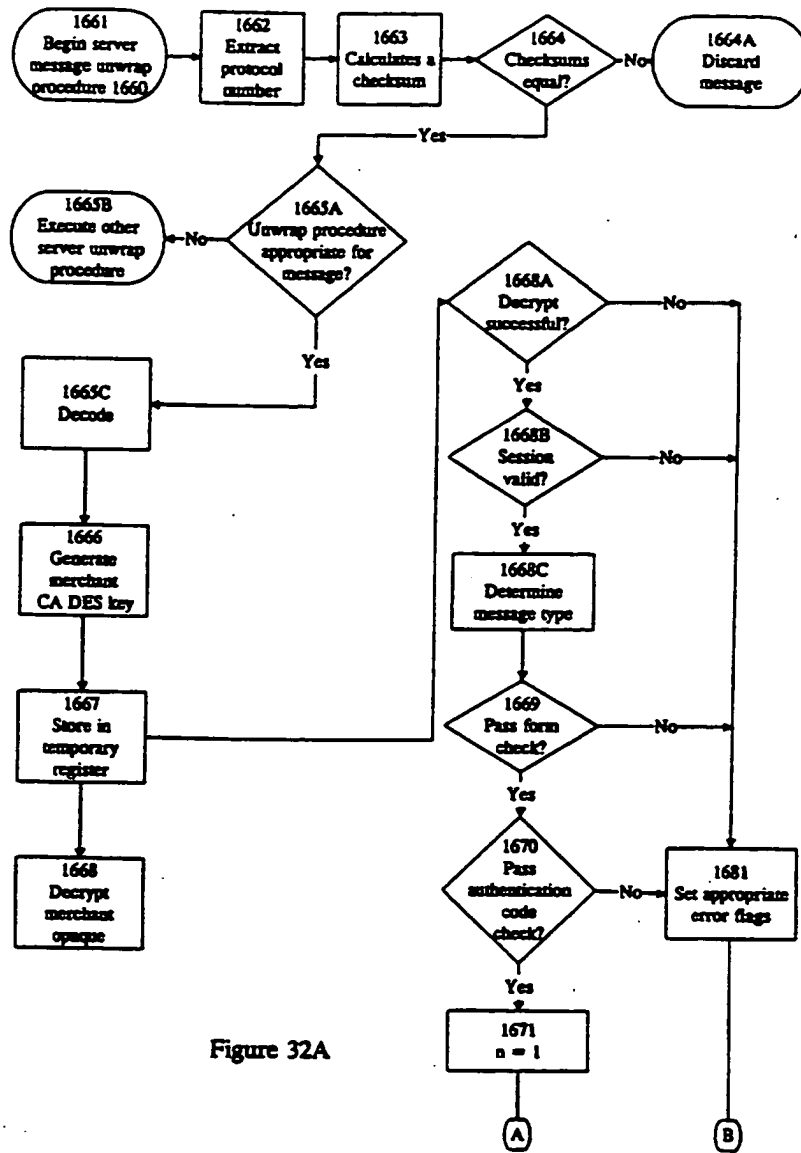 1661
Begin server
message unwrap
procedure 1660
1662
Extract
protocol
number
1663
Calculates a
checksum
1664
Checksums
equal?
No
1664A
Discard
message
Yes
1665A
Unwrap procedure
appropriate for
message?
No
1665B
Execute other
server unwrap
procedure
Yes
1665C
Decode
1666
Generate
merchant
CA DES key
1667
Store in
temporary
register
1668
Decrypt
merchant
opaque
1668A
Decrypt
successful?
No
Yes
1668B
Session
valid?
No
Yes
1668C
Determine
message type
1669
Pass form
check?
No
Yes
1670
Pass
authentication
code
check?
No
1681
Set appropriate
error flags
Yes
1671
n = 1
A
B
Figure 32A